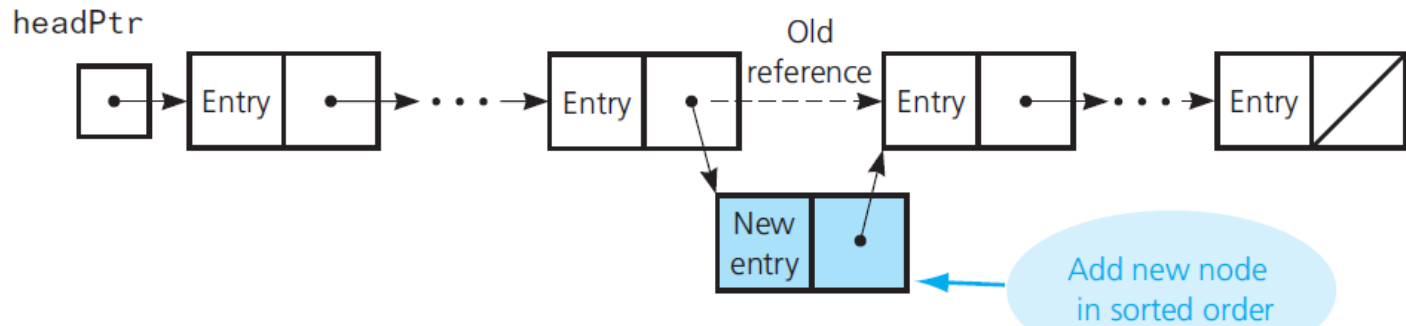 headPtr
Old
reference
Entry
Entry
Entry
Entry
New
entry
Add new node
in sorted order